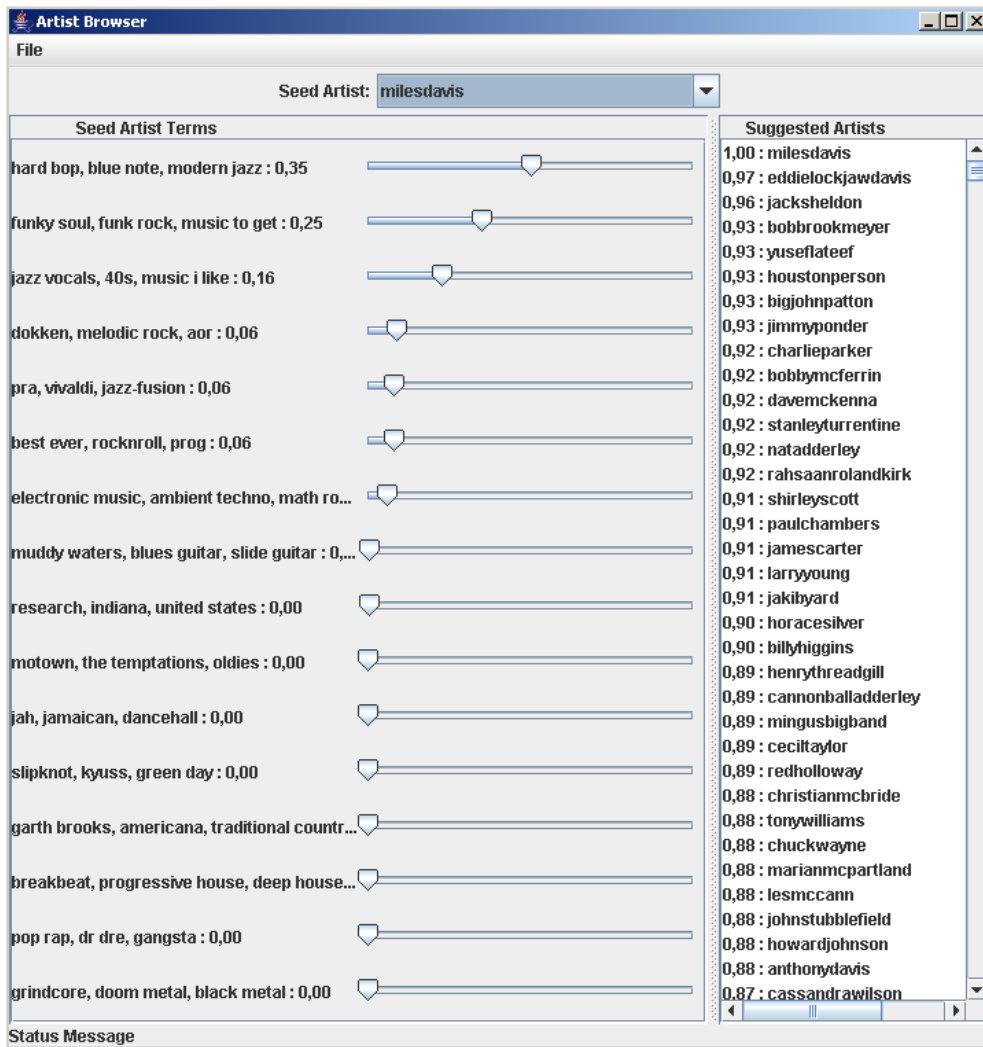 Artist Browser
File
Seed Artist: milesdavis
Seed Artist Terms
hard bop, blue note, modern jazz : 0,35
funky soul, funk rock, music to get : 0,25
jazz vocals, 40s, music i like : 0,16
dokken, melodic rock, aor : 0,06
pra, vivaldi, jazz-fusion : 0,06
best ever, rocknroll, prog : 0,06
electronic music, ambient techno, math ro...
muddy waters, blues guitar, slide guitar : 0,...
research, indiana, united states : 0,00
motown, the temptations, oldies : 0,00
jah, jamaican, dancehall : 0,00
slipknot, kyuss, green day : 0,00
garth brooks, americana, traditional countr...
breakbeat, progressive house, deep house...
pop rap, dr dre, gangsta : 0,00
grindcore, doom metal, black metal : 0,00
Suggested Artists
1,00 : milesdavis
0,97 : eddielockjawdavis
0,96 : jacksheldon
0,93 : bobbrookmeyer
0,93 : yuseflateef
0,93 : houstonperson
0,93 : bigjohnpatton
0,93 : jimmyponder
0,92 : charlieparker
0,92 : bobbymcferrin
0,92 : davemckenna
0,92 : stanleyturrentine
0,92 : natadderley
0,92 : rahsaanrolandkirk
0,91 : shirleyscott
0,91 : paulchambers
0,91 : jamescarter
0,91 : larryyoung
0,91 : jakibyard
0,90 : horacesilver
0,90 : billyhiggins
0,89 : henrythreadgill
0,89 : cannonballadderley
0,89 : mingusbigband
0,89 : ceciltaylor
0,89 : redholloway
0,88 : christianmcbride
0,88 : tonywilliams
0,88 : chuckwayne
0,88 : marianmcpartland
0,88 : lesmccann
0,88 : johnstubblefield
0,88 : howardjohnson
0,88 : anthonydavis
0,87 : cassandrawilson
Status Message